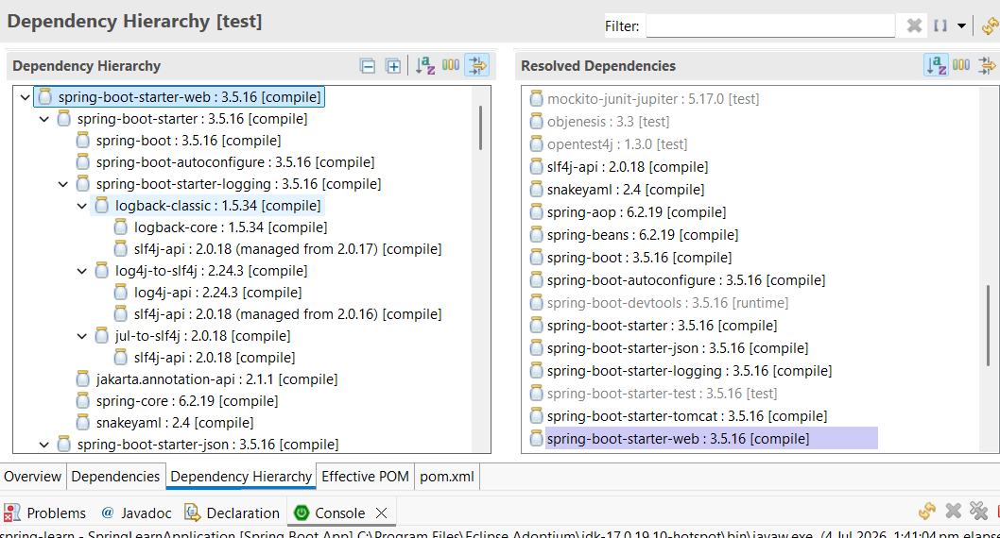 Dependency Hierarchy [test]
Filter:
Dependency Hierarchy
spring-boot-starter-web : 3.5.16 [compile]
spring-boot-starter : 3.5.16 [compile]
spring-boot : 3.5.16 [compile]
spring-boot-autoconfigure : 3.5.16 [compile]
spring-boot-starter-logging : 3.5.16 [compile]
logback-classic : 1.5.34 [compile]
logback-core : 1.5.34 [compile]
slf4j-api : 2.0.18 (managed from 2.0.17) [compile]
log4j-to-slf4j : 2.24.3 [compile]
log4j-api : 2.24.3 [compile]
slf4j-api : 2.0.18 (managed from 2.0.16) [compile]
jul-to-slf4j : 2.0.18 [compile]
slf4j-api : 2.0.18 [compile]
jakarta.annotation-api : 2.1.1 [compile]
spring-core : 6.2.19 [compile]
snakeyaml : 2.4 [compile]
spring-boot-starter-json : 3.5.16 [compile]
Resolved Dependencies
mockito-junit-jupiter : 5.17.0 [test]
objenesis : 3.3 [test]
opentest4j : 1.3.0 [test]
slf4j-api : 2.0.18 [compile]
snakeyaml : 2.4 [compile]
spring-aop : 6.2.19 [compile]
spring-beans : 6.2.19 [compile]
spring-boot : 3.5.16 [compile]
spring-boot-autoconfigure : 3.5.16 [compile]
spring-boot-devtools : 3.5.16 [runtime]
spring-boot-starter : 3.5.16 [compile]
spring-boot-starter-json : 3.5.16 [compile]
spring-boot-starter-logging : 3.5.16 [compile]
spring-boot-starter-test : 3.5.16 [test]
spring-boot-starter-tomcat : 3.5.16 [compile]
spring-boot-starter-web : 3.5.16 [compile]
Overview Dependencies Dependency Hierarchy Effective POM pom.xml
Problems @ Javadoc Declaration Console
spring-learn - SpringLearnApplication [Spring Boot App] C:\Program Files\Eclipse Adoptium\jdk-17.0.19.10-hotspot\bin\javaw.exe (4 Jul 2026, 1:41:04 pm elapse